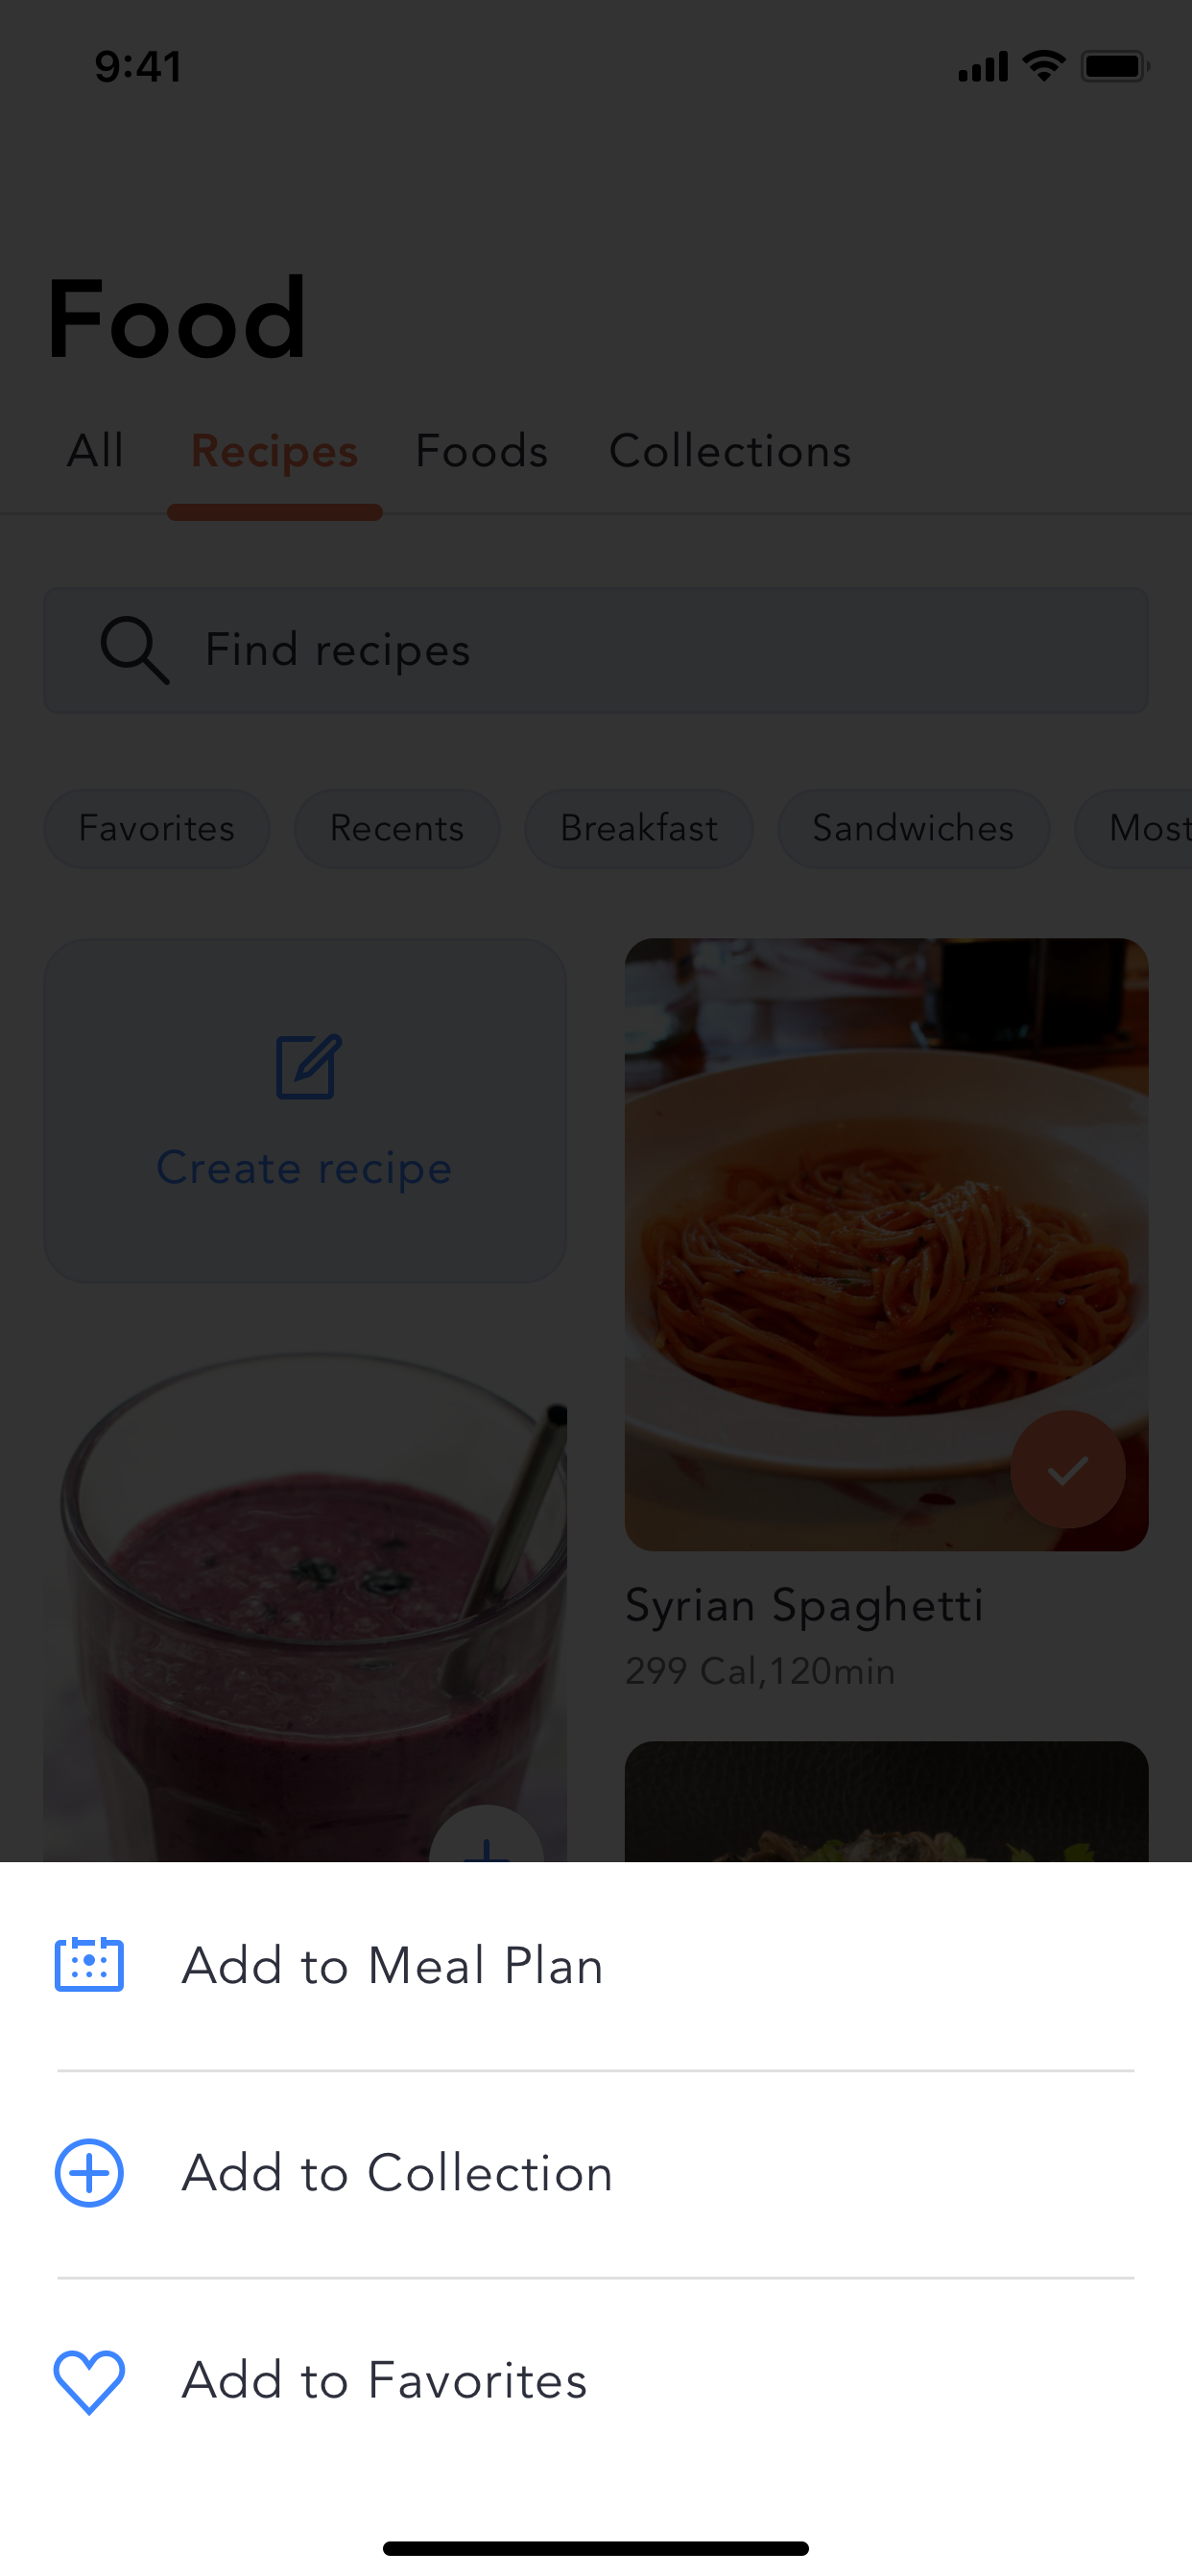 9:41
Food
All Recipes Foods Collections
Find recipes
Favorites Recents Breakfast Sandwiches Most
Create recipe
Syrian Spaghetti
299 Cal,120min
Add to Meal Plan
Add to Collection
Add to Favorites